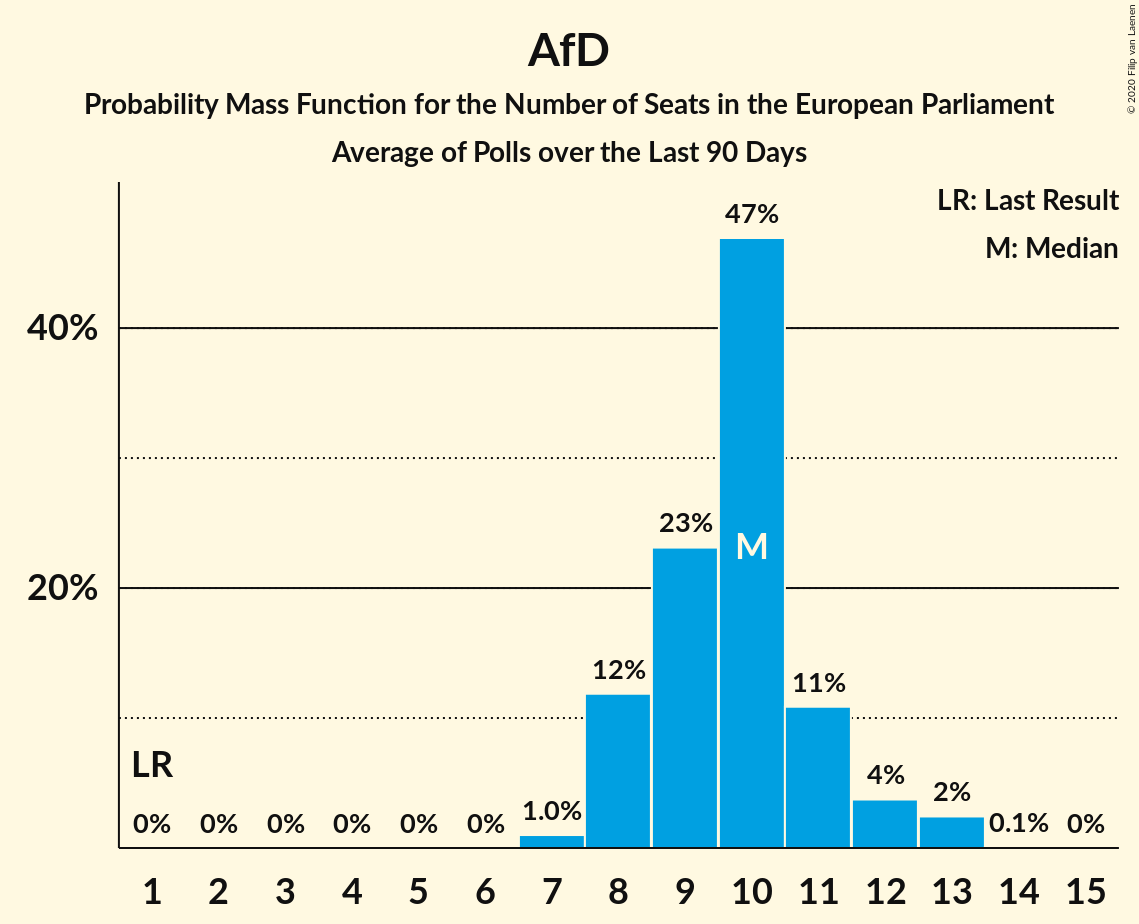 AfD
Probability Mass Function for the Number of Seats in the European Parliament
Average of Polls over the Last 90 Days
© 2020 Filip van Laenen
LR: Last Result
M: Median
47%
40%
23%
M
20%
12%
11%
LR
4%
2%
0% 0% 0% 0% 0% 0% 1.0% 0.1% 0%
1 2 3 4 5 6 7 8 9 10 11 12 13 14 15